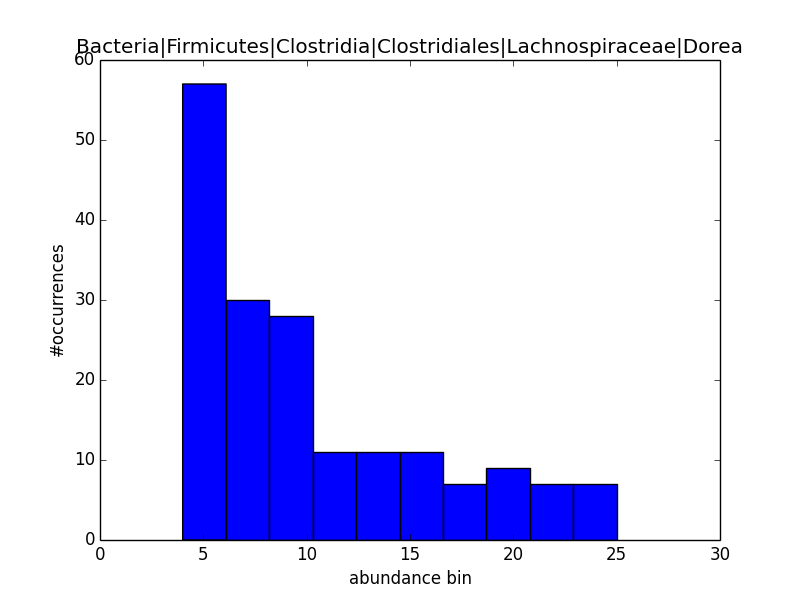 Bacteria|Firmicutes|Clostridia|Clostridiales|Lachnospiraceae|Dorea
60
50
40
30
20
10
0
#occurrences
0 5 10 15 20 25 30
abundance bin